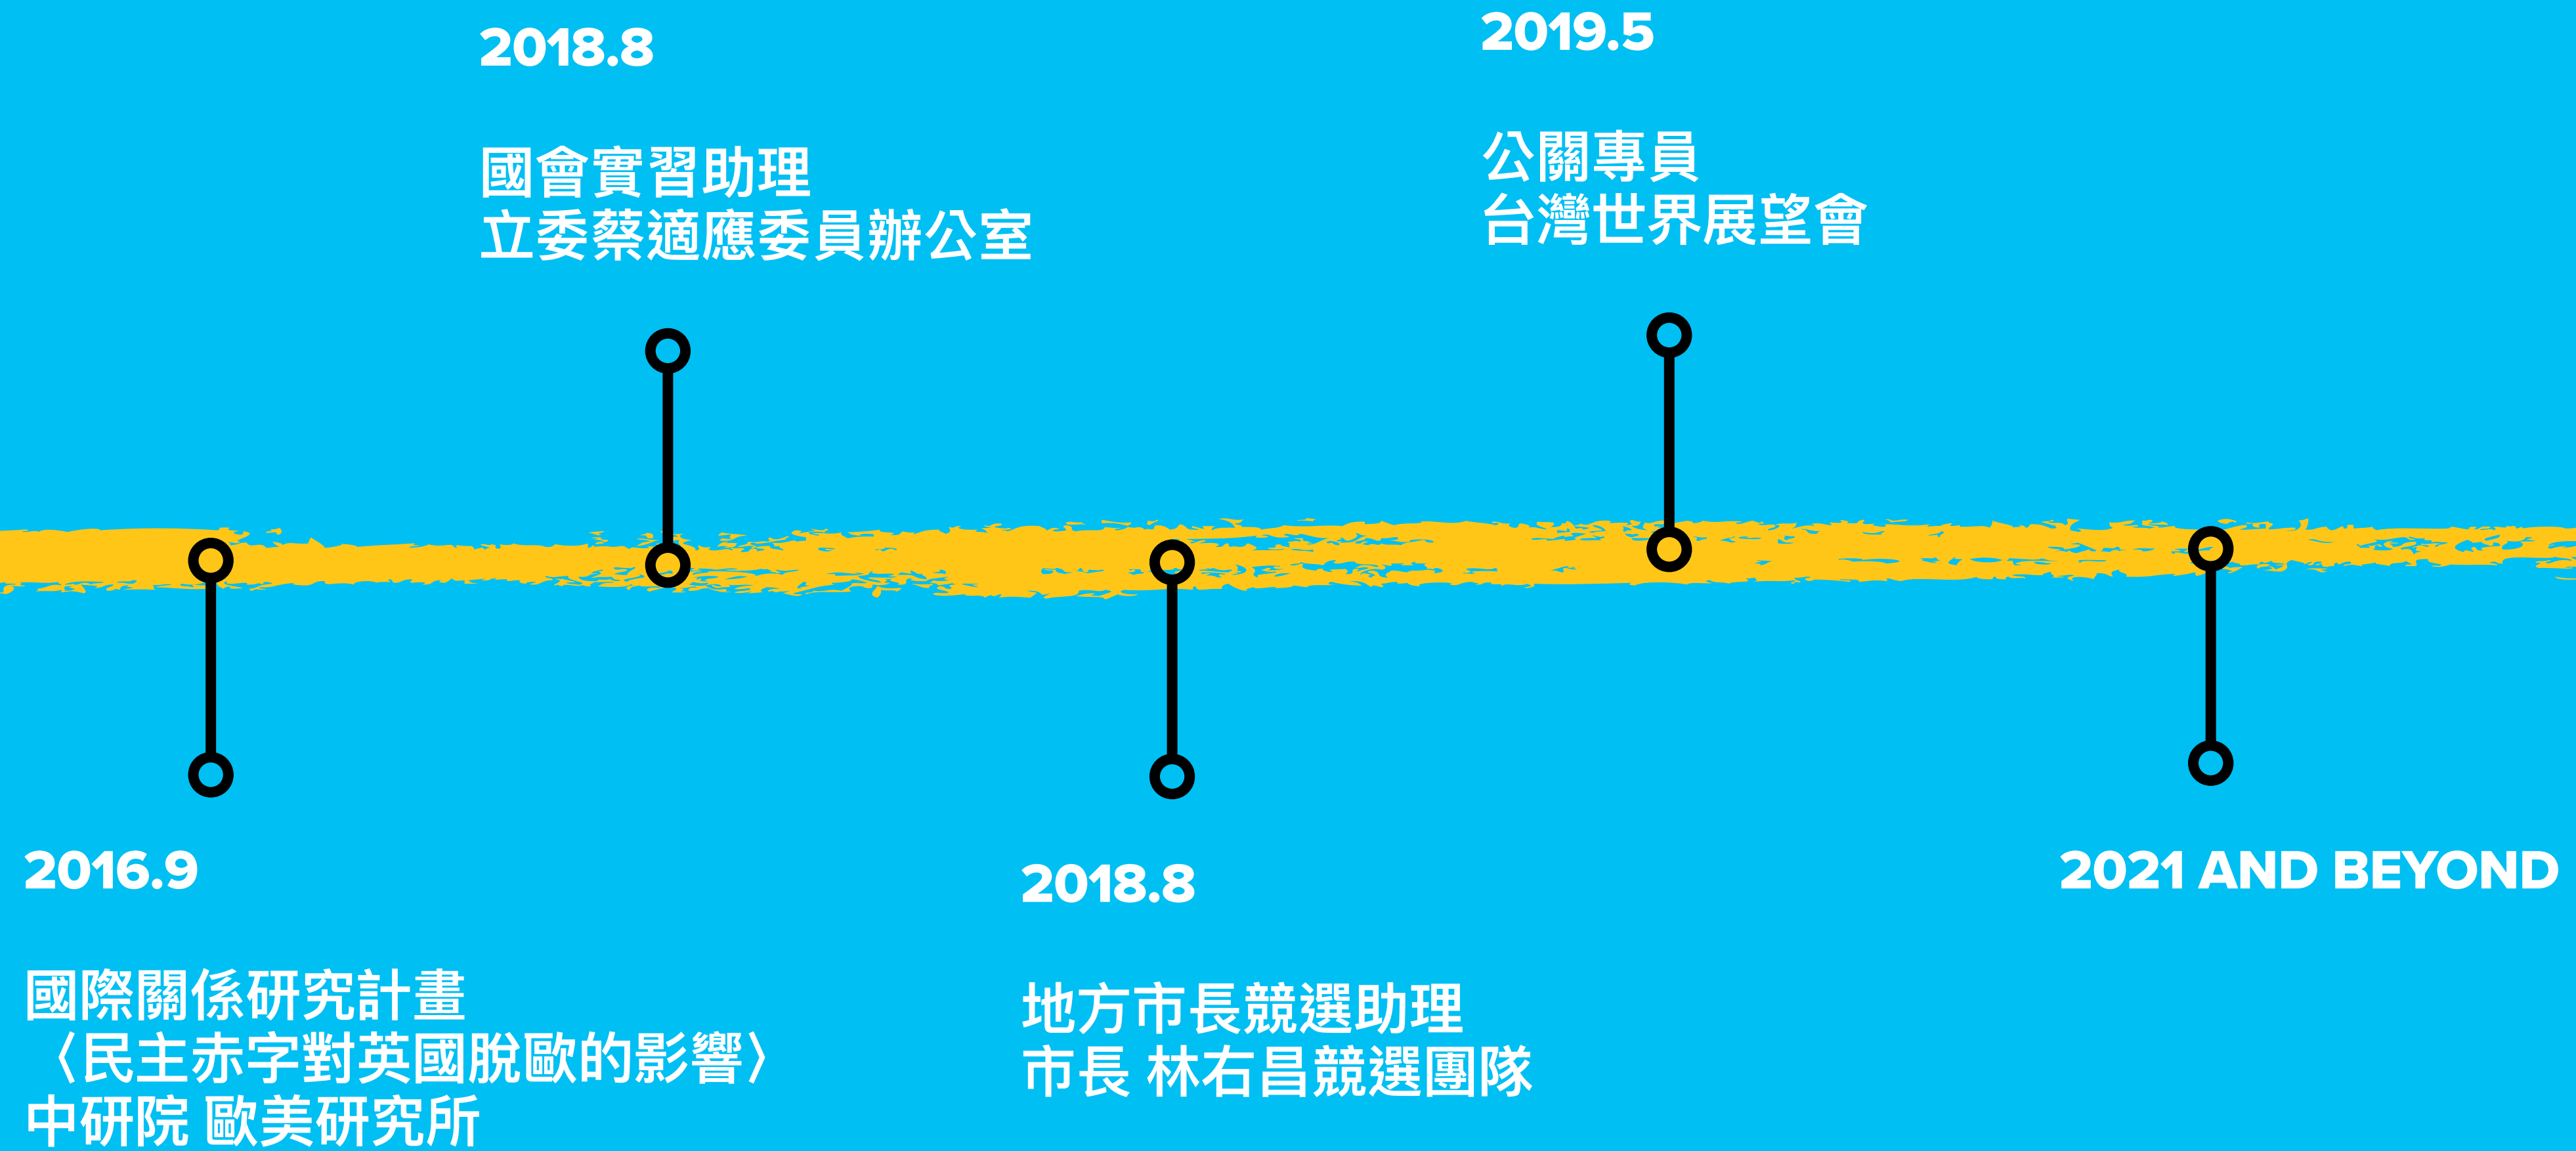 2016.9
國際關係研究計畫
〈民主赤字對英國脫歐的影響〉
中研院 歐美研究所
2018.8
國會實習助理
立委蔡適應委員辦公室
2018.8
地方市長競選助理
市長 林右昌競選團隊
2019.5
公關專員
台灣世界展望會
2021 AND BEYOND